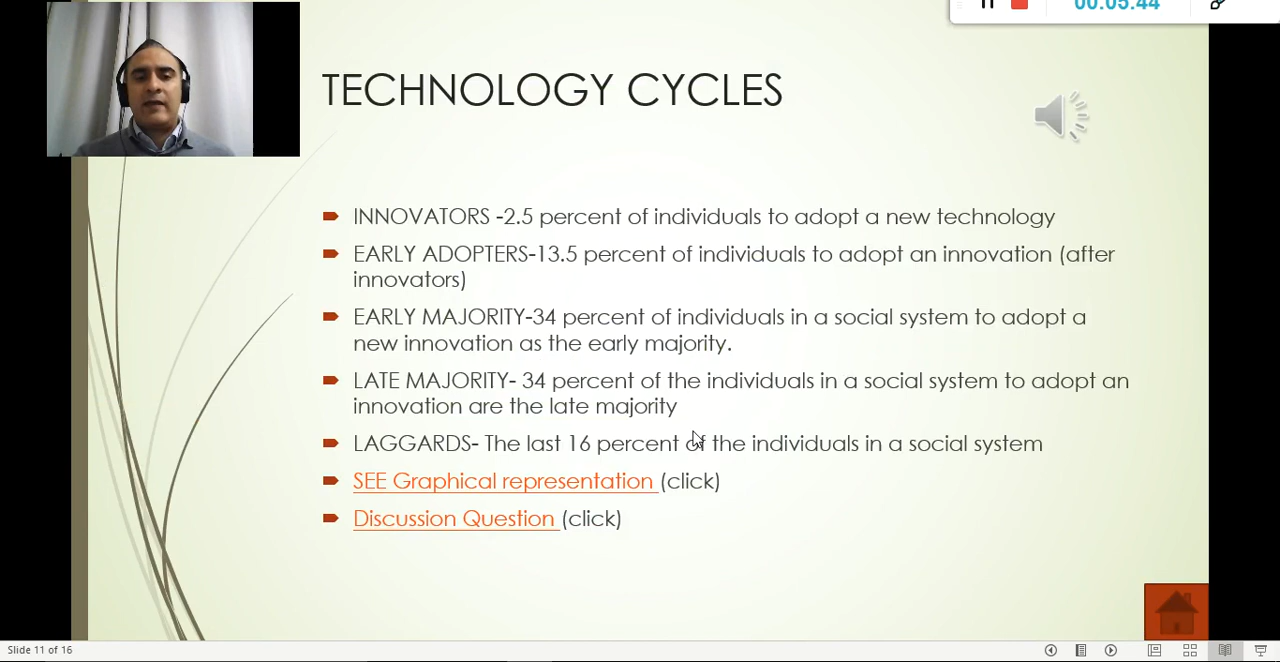 00:05:44
TECHNOLOGY CYCLES
INNOVATORS -2.5 percent of individuals to adopt a new technology
EARLY ADOPTERS-13.5 percent of individuals to adopt an innovation (after
innovators)
EARLY MAJORITY-34 percent of individuals in a social system to adopt a
new innovation as the early majority.
LATE MAJORITY- 34 percent of the individuals in a social system to adopt an
innovation are the late majority
LAGGARDS- The last 16 percent of the individuals in a social system
SEE Graphical representation (click)
Discussion Question (click)
Slide 11 of 16